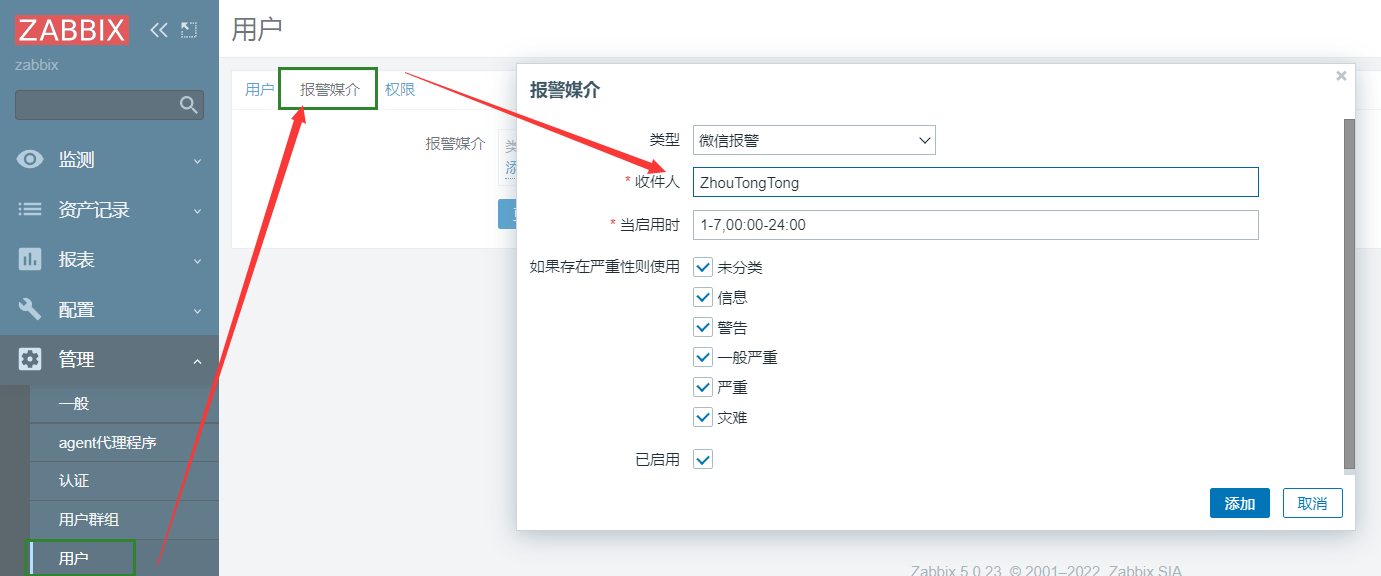 ZABBIX
zabbix
监测
资产记录
报表
配置
管理
一般
agent代理程序
认证
用户群组
用户
用户
用户 报警媒介 权限
报警媒介
报警媒介
类型 微信报警
* 收件人 ZhouTongTong
* 当启用时 1-7,00:00-24:00
如果存在严重性则使用 未分类
信息
警告
一般严重
严重
灾难
已启用
添加 取消
Zabbix 5.0.23. © 2001–2022, Zabbix SIA